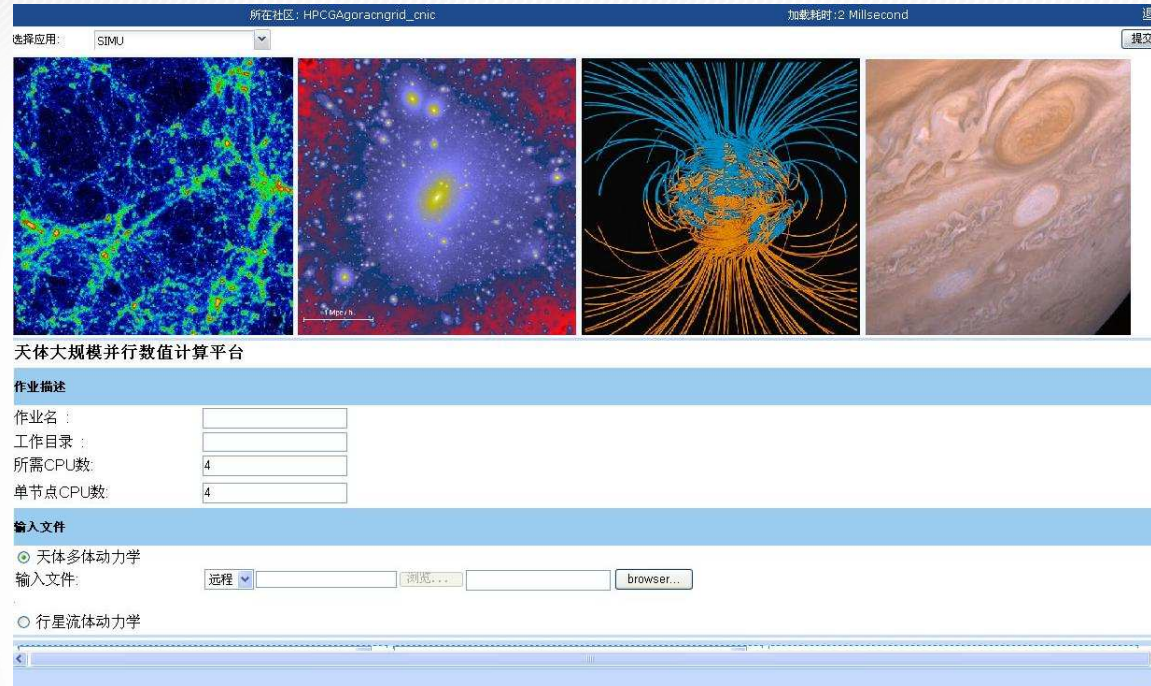 所在社区: HPCGAgoracngrid_cnic 加载耗时:2 Millsecond
选择应用: SIMU 提交
1 Mpc / h
天体大规模并行数值计算平台
作业描述
作业名 :
工作目录 :
所需CPU数: 4
单节点CPU数: 4
输入文件
天体多体动力学
输入文件: 远程 浏览... browser...
行星流体动力学